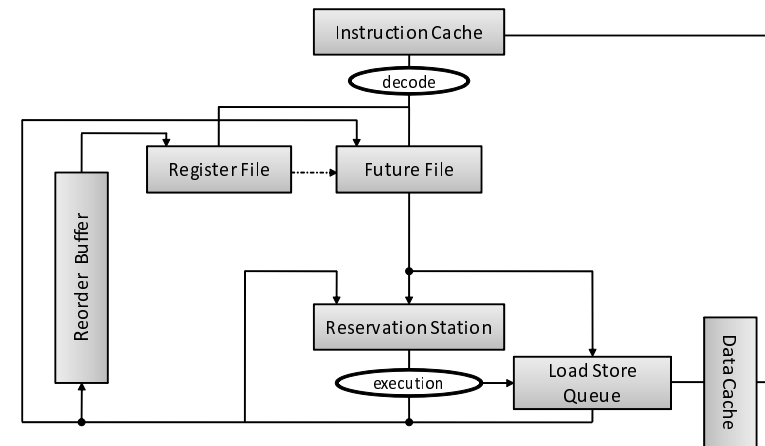 Instruction Cache
decode
Register File
Future File
Reorder Buffer
Reservation Station
execution
Load Store
Queue
Data Cache